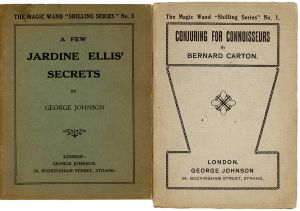 THE MAGIC WAND "SHILLING SERIES" No. 3
A FEW
JARDINE ELLIS'
SECRETS
BY
GEORGE JOHNSON
LONDON:
GEORGE JOHNSON,
24, BUCKINGHAM STREET, STRAND.
The Magic Wand "Shilling Series" No. 1.
CONJURING FOR CONNOISSEURS
By
BERNARD CARTON.
LONDON.
GEORGE JOHNSON
24, BUCKINGHAM STREET, STRAND.